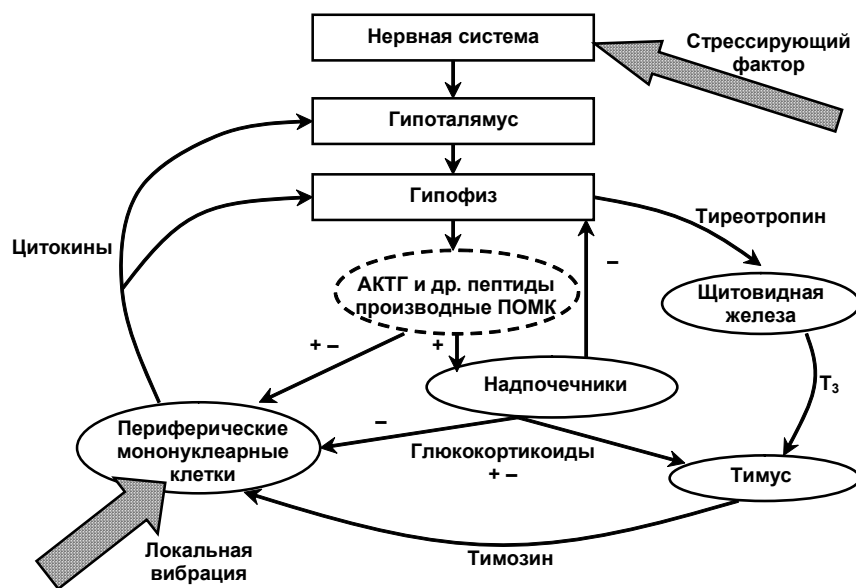 Нервная система
Стрессирующий
фактор
Гипоталямус
Гипофиз
Тиреотропин
Цитокины
–
АКТГ и др. пептиды
производные ПОМК
Щитовидная
железа
+ –
+
Надпочечники
T₃
Периферические
мононуклеарные
клетки
–
Глюкокортикоиды
+ –
Тимус
Локальная
вибрация
Тимозин